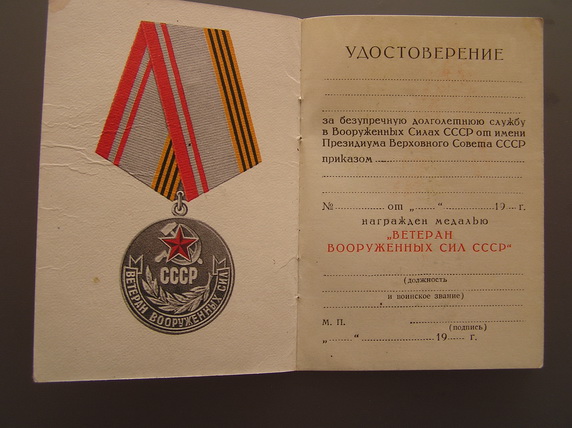 СССР
ВЕТЕРАН ВООРУЖЕННЫХ СИЛ
УДОСТОВЕРЕНИЕ
за безупречную долголетнюю службу
в Вооруженных Силах СССР от имени
Президиума Верховного Совета СССР
приказом
№ от „ “ 19 г.
награжден медалью
„ВЕТЕРАН
ВООРУЖЕННЫХ СИЛ СССР“
(должность
и воинское звание)
М. П.
(подпись)
„ “ 19 г.